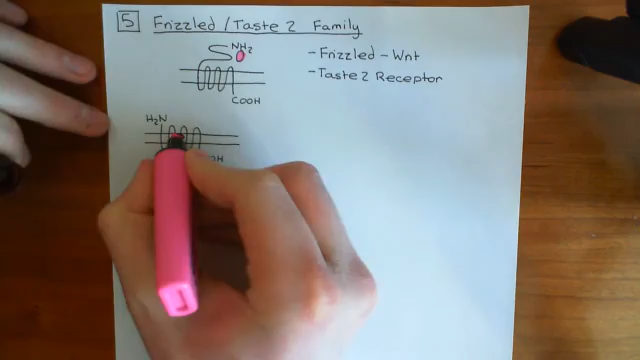 5 Frizzled / Taste 2 Family
NH2
- Frizzled - Wnt
- Taste 2 Receptor
COOH
H2N